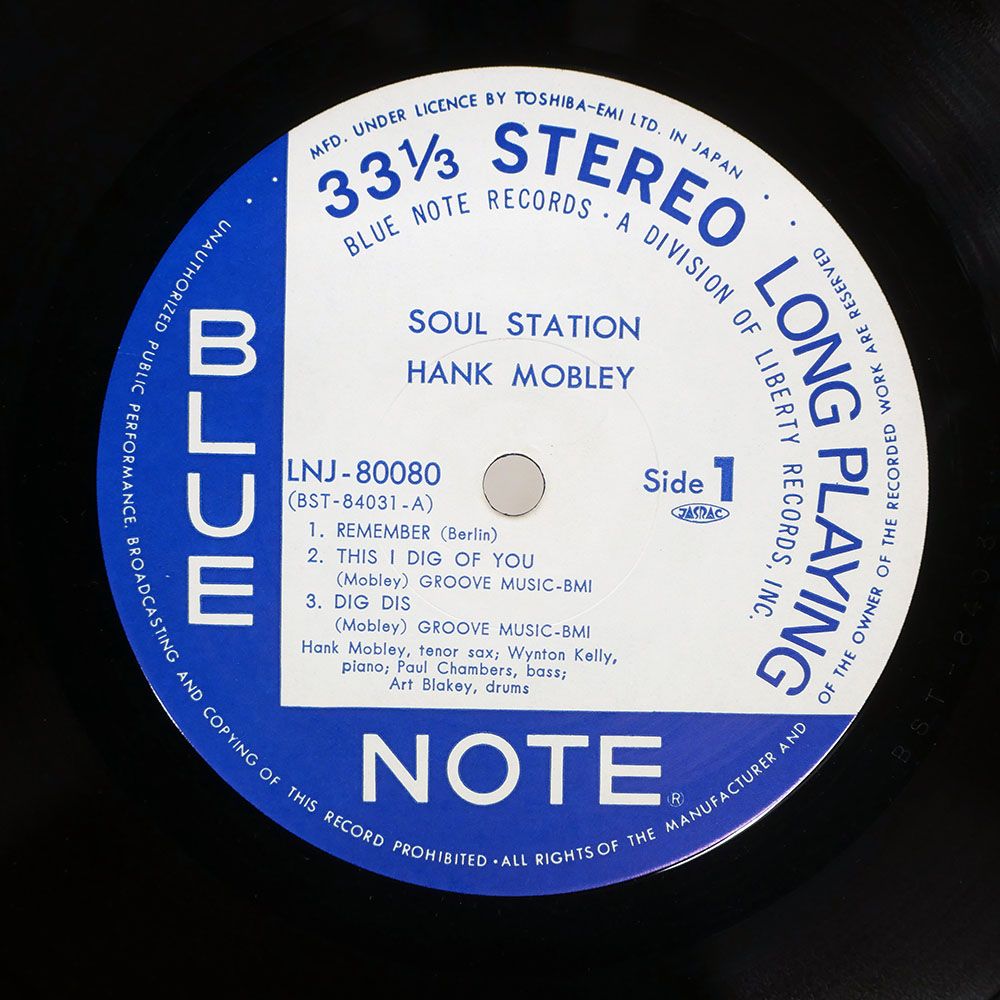 MFD. UNDER LICENCE BY TOSHIBA-EMI LTD. IN JAPAN
33⅓ STEREO LONG PLAYING
BLUE NOTE RECORDS · A DIVISION OF LIBERTY RECORDS, INC.
SOUL STATION
HANK MOBLEY
LNJ-80080
(BST-84031-A)
Side 1
JASRAC
1. REMEMBER (Berlin)
2. THIS I DIG OF YOU
(Mobley) GROOVE MUSIC-BMI
3. DIG DIS
(Mobley) GROOVE MUSIC-BMI
Hank Mobley, tenor sax; Wynton Kelly,
piano; Paul Chambers, bass;
Art Blakey, drums
BLUE
NOTE ®
UNAUTHORIZED PUBLIC PERFORMANCE, BROADCASTING AND COPYING OF THIS RECORD PROHIBITED · ALL RIGHTS OF THE MANUFACTURER AND OF THE OWNER OF THE RECORDED WORK ARE RESERVED